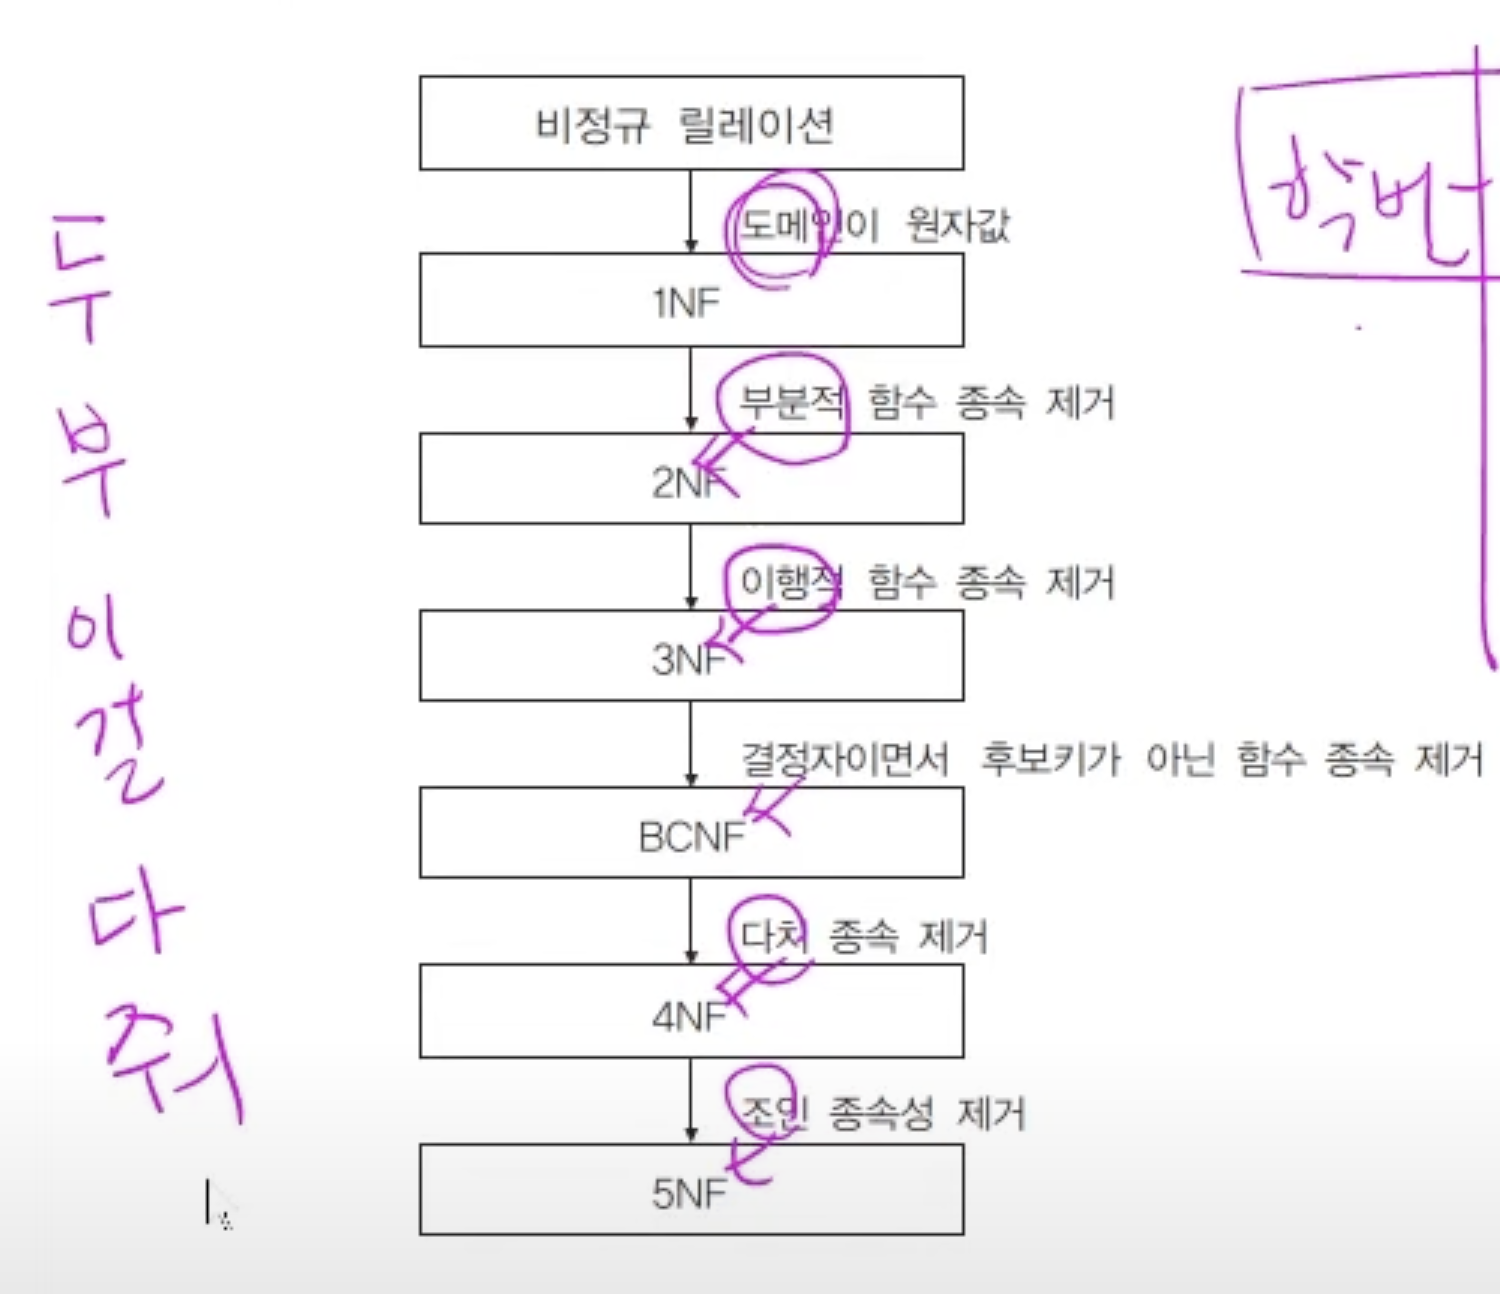 비정규 릴레이션
도메인이 원자값
1NF
부분적 함수 종속 제거
2NF
이행적 함수 종속 제거
3NF
결정자이면서 후보키가 아닌 함수 종속 제거
BCNF
다치 종속 제거
4NF
조인 종속성 제거
5NF
두
부
이
걸
다
줘
학번